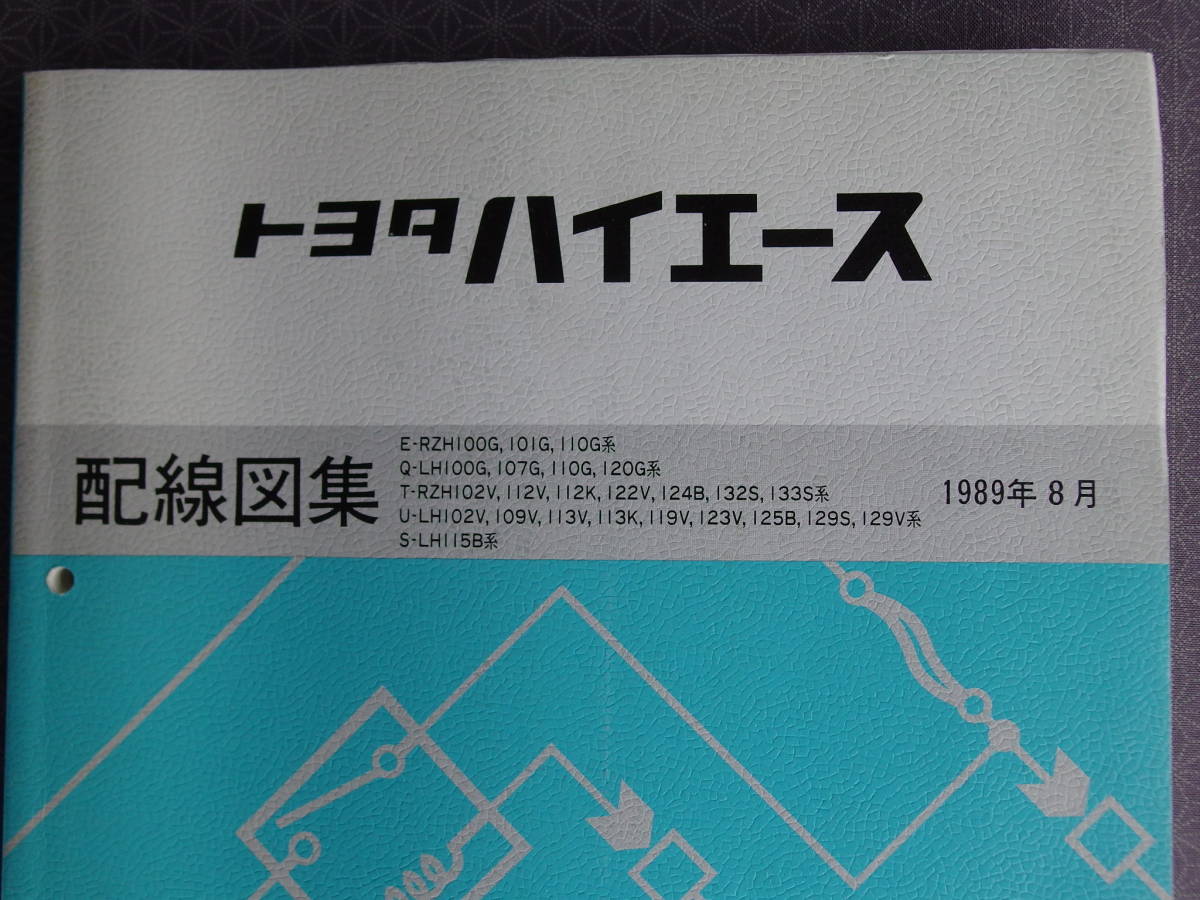 トヨタハイエース
配線図集
E-RZH100G, 101G, 110G系
Q-LH100G, 107G, 110G, 120G系
T-RZH102V, 112V, 112K, 122V, 124B, 132S, 133S系
U-LH102V, 109V, 113V, 113K, 119V, 123V, 125B, 129S, 129V系
S-LH115B系
1989年8月